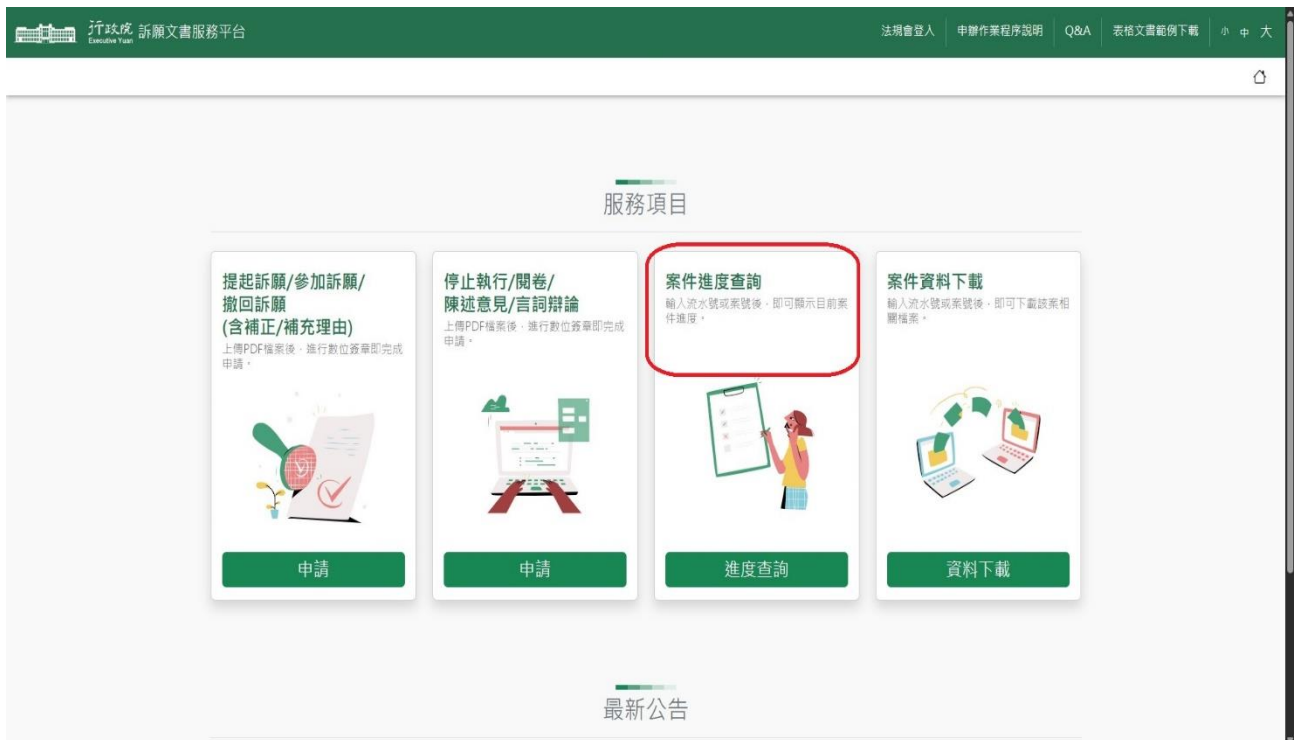 行政院 訴願文書服務平台
Executive Yuan
法規會登入 申辦作業程序說明 Q&A 表格文書範例下載 小 中 大
服務項目
提起訴願/參加訴願/
撤回訴願
(含補正/補充理由)
上傳PDF檔案後，進行數位簽章即完成
申請。
申請
停止執行/閱卷/
陳述意見/言詞辯論
上傳PDF檔案後，進行數位簽章即完成
申請。
申請
案件進度查詢
輸入流水號或案號後，即可顯示目前案
件進度。
進度查詢
案件資料下載
輸入流水號或案號後，即可下載該案相
關檔案。
資料下載
最新公告